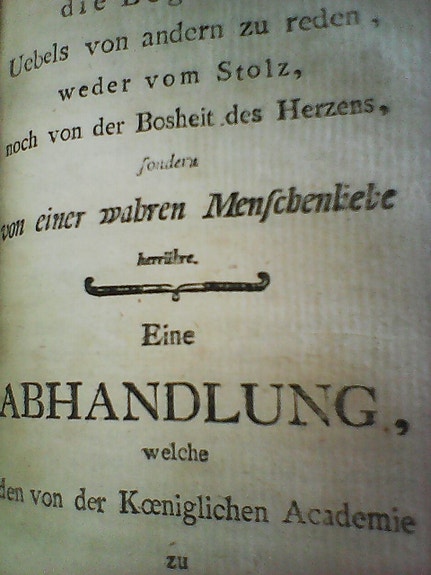 die
Uebels von andern zu reden,
weder vom Stolz,
noch von der Bosheit des Herzens,
ſondern
von einer wahren Menſchenliebe
herrühre.
Eine
ABHANDLUNG,
welche
den von der Kœniglichen Academie
zu